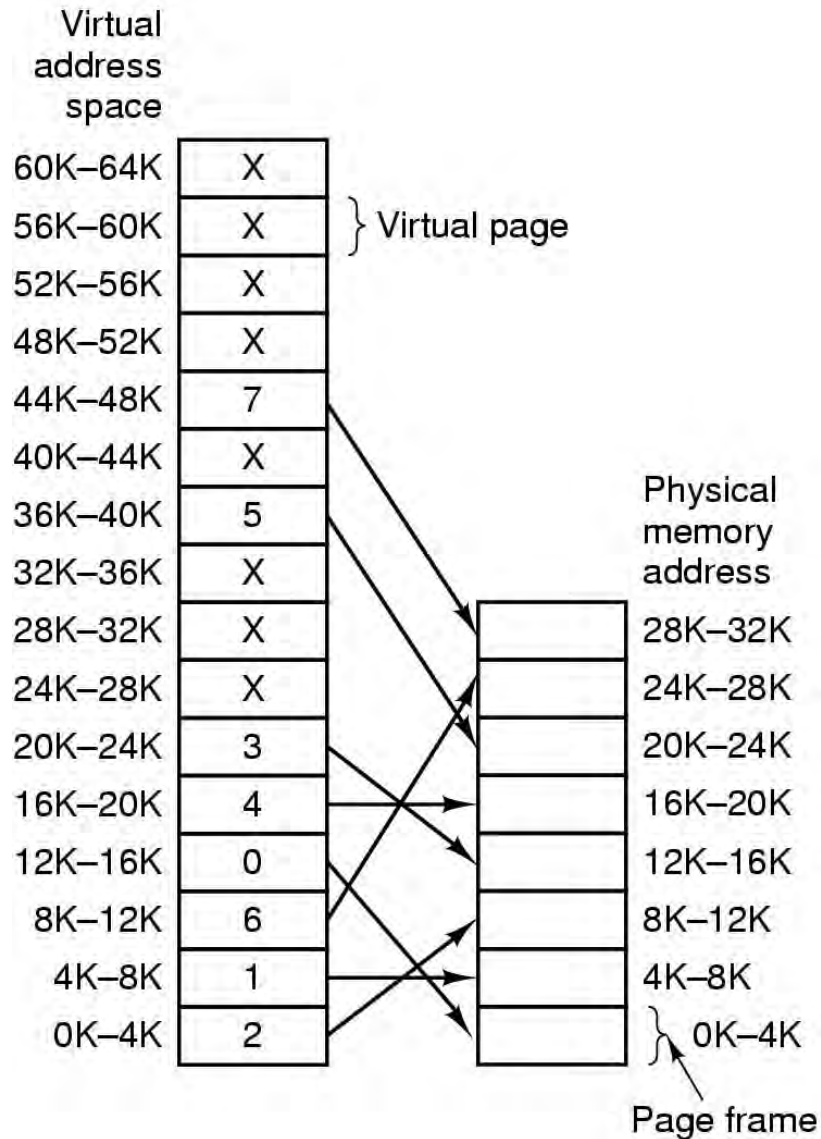 Virtual
address
space
60K–64K X
56K–60K X Virtual page
52K–56K X
48K–52K X
44K–48K 7
40K–44K X
36K–40K 5
32K–36K X
28K–32K X
24K–28K X
20K–24K 3
16K–20K 4
12K–16K 0
8K–12K 6
4K–8K 1
0K–4K 2
Physical
memory
address
28K–32K
24K–28K
20K–24K
16K–20K
12K–16K
8K–12K
4K–8K
0K–4K
Page frame